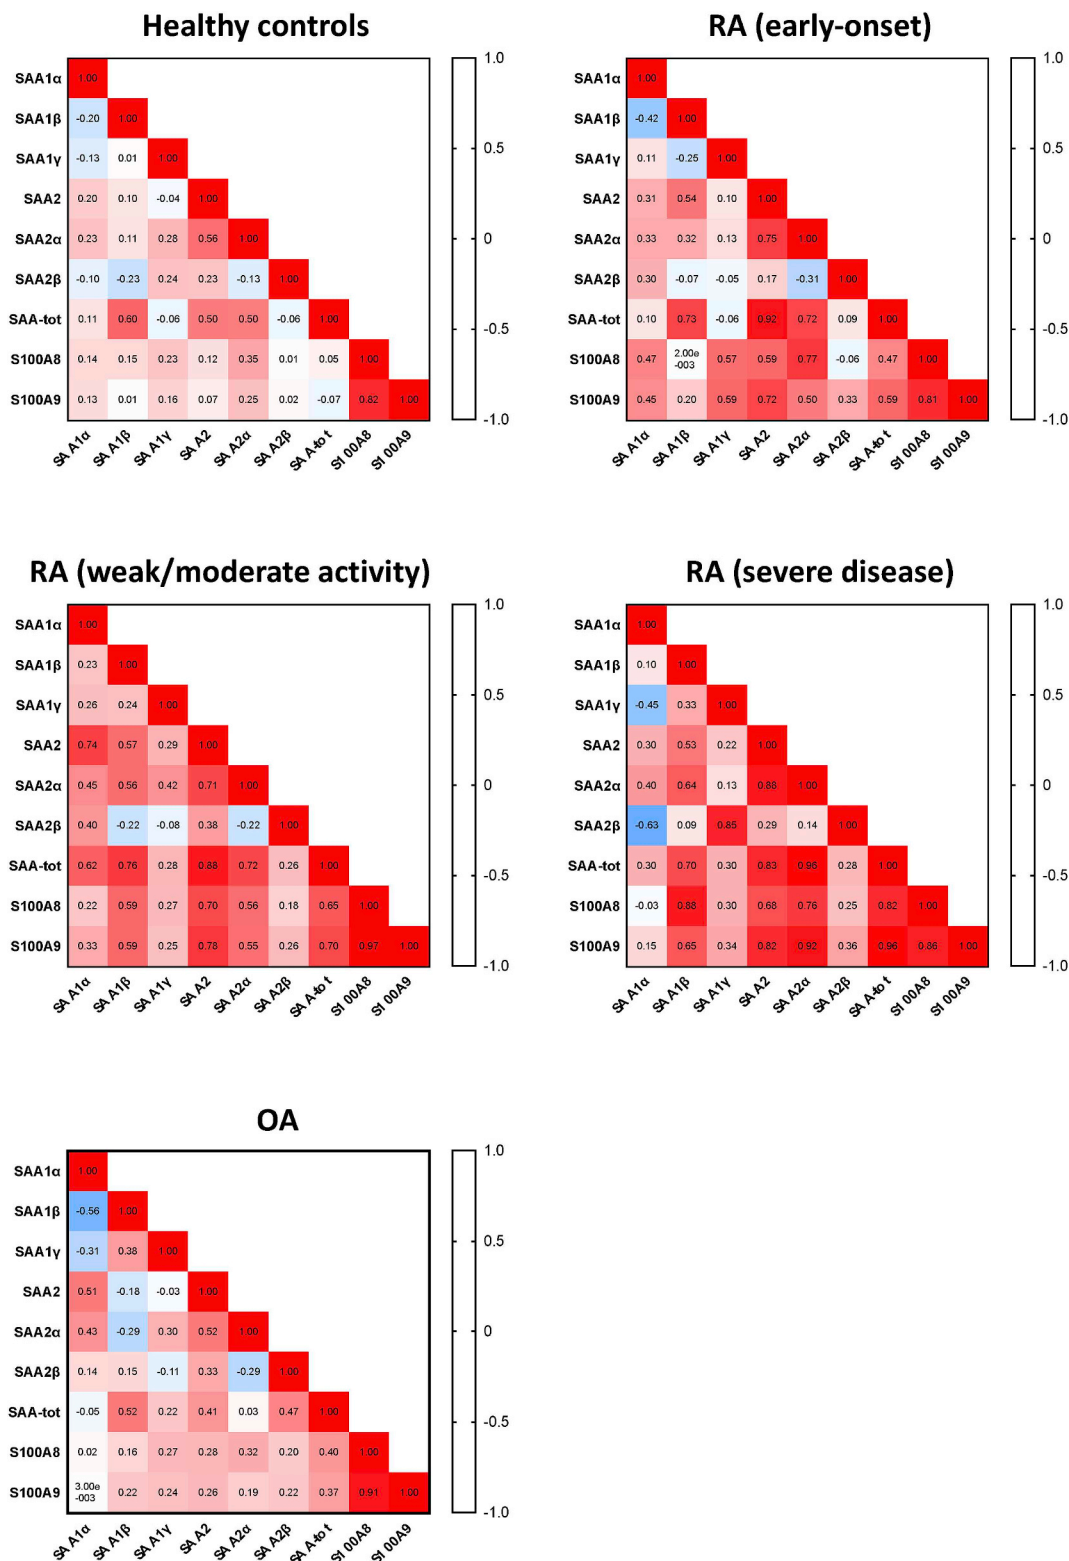 Healthy controls
SAA1α 1.00
SAA1β -0.20 1.00
SAA1γ -0.13 0.01 1.00
SAA2 0.20 0.10 -0.04 1.00
SAA2α 0.23 0.11 0.28 0.56 1.00
SAA2β -0.10 -0.23 0.24 0.23 -0.13 1.00
SAA-tot 0.11 0.60 -0.06 0.50 0.50 -0.06 1.00
S100A8 0.14 0.15 0.23 0.12 0.35 0.01 0.05 1.00
S100A9 0.13 0.01 0.16 0.07 0.25 0.02 -0.07 0.82 1.00
SAA1α SAA1β SAA1γ SAA2 SAA2α SAA2β SAA-tot S100A8 S100A9
1.0
0.5
0
-0.5
-1.0
RA (early-onset)
SAA1α 1.00
SAA1β -0.42 1.00
SAA1γ 0.11 -0.25 1.00
SAA2 0.31 0.54 0.10 1.00
SAA2α 0.33 0.32 0.13 0.75 1.00
SAA2β 0.30 -0.07 -0.05 0.17 -0.31 1.00
SAA-tot 0.10 0.73 -0.06 0.92 0.72 0.09 1.00
S100A8 0.47 2.00e-003 0.57 0.59 0.77 -0.06 0.47 1.00
S100A9 0.45 0.20 0.59 0.72 0.50 0.33 0.59 0.81 1.00
SAA1α SAA1β SAA1γ SAA2 SAA2α SAA2β SAA-tot S100A8 S100A9
1.0
0.5
0
-0.5
-1.0
RA (weak/moderate activity)
SAA1α 1.00
SAA1β 0.23 1.00
SAA1γ 0.26 0.24 1.00
SAA2 0.74 0.57 0.29 1.00
SAA2α 0.45 0.56 0.42 0.71 1.00
SAA2β 0.40 -0.22 -0.08 0.38 -0.22 1.00
SAA-tot 0.62 0.76 0.28 0.88 0.72 0.26 1.00
S100A8 0.22 0.59 0.27 0.70 0.56 0.18 0.65 1.00
S100A9 0.33 0.59 0.25 0.78 0.55 0.26 0.70 0.97 1.00
SAA1α SAA1β SAA1γ SAA2 SAA2α SAA2β SAA-tot S100A8 S100A9
1.0
0.5
0
-0.5
-1.0
RA (severe disease)
SAA1α 1.00
SAA1β 0.10 1.00
SAA1γ -0.45 0.33 1.00
SAA2 0.30 0.53 0.22 1.00
SAA2α 0.40 0.64 0.13 0.88 1.00
SAA2β -0.63 0.09 0.85 0.29 0.14 1.00
SAA-tot 0.30 0.70 0.30 0.83 0.95 0.28 1.00
S100A8 -0.03 0.88 0.30 0.68 0.76 0.25 0.82 1.00
S100A9 0.15 0.65 0.34 0.82 0.92 0.36 0.96 0.86 1.00
SAA1α SAA1β SAA1γ SAA2 SAA2α SAA2β SAA-tot S100A8 S100A9
1.0
0.5
0
-0.5
-1.0
OA
SAA1α 1.00
SAA1β -0.56 1.00
SAA1γ -0.31 0.38 1.00
SAA2 0.51 -0.18 -0.03 1.00
SAA2α 0.43 -0.29 0.30 0.52 1.00
SAA2β 0.14 0.15 -0.11 0.33 -0.29 1.00
SAA-tot -0.05 0.52 0.22 0.41 0.03 0.47 1.00
S100A8 0.02 0.16 0.27 0.28 0.32 0.20 0.40 1.00
S100A9 3.00e-003 0.22 0.24 0.26 0.19 0.22 0.37 0.91 1.00
SAA1α SAA1β SAA1γ SAA2 SAA2α SAA2β SAA-tot S100A8 S100A9
1.0
0.5
0
-0.5
-1.0